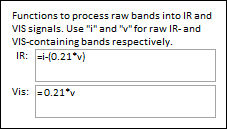 Functions to process raw bands into IR and
VIS signals. Use "i" and "v" for raw IR- and
VIS-containing bands respectively.
IR: =i-(0.21*v)
Vis: =0.21*v